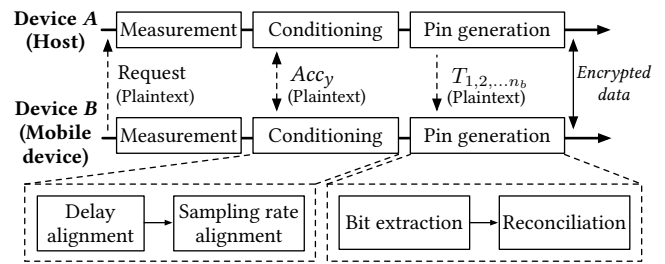 Device A
(Host)
Measurement
Conditioning
Pin generation
Request
(Plaintext)
Acc_y
(Plaintext)
T_{1,2,...n_b}
(Plaintext)
Encrypted
data
Device B
(Mobile
device)
Measurement
Conditioning
Pin generation
Delay
alignment
Sampling rate
alignment
Bit extraction
Reconciliation